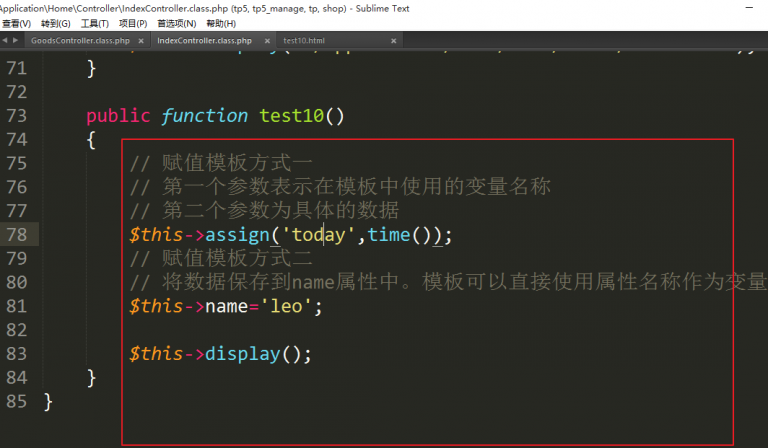 Application\Home\Controller\IndexController.class.php (tp5, tp5_manage, tp, shop) - Sublime Text
查看(V) 转到(G) 工具(T) 项目(P) 首选项(N) 帮助(H)
GoodsController.class.php × IndexController.class.php × test10.html ×
71 }
72
73 public function test10()
74 {
75 // 赋值模板方式一
76 // 第一个参数表示在模板中使用的变量名称
77 // 第二个参数为具体的数据
78 $this->assign('today',time());
79 // 赋值模板方式二
80 // 将数据保存到name属性中。模板可以直接使用属性名称作为变量
81 $this->name='leo';
82
83 $this->display();
84 }
85 }